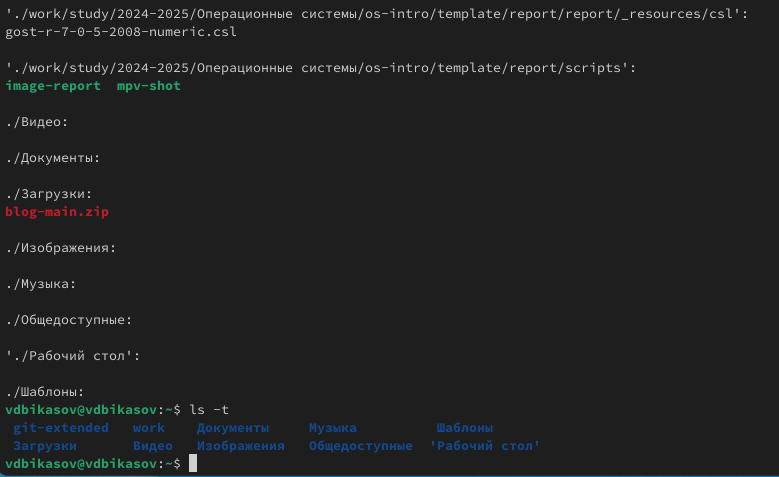 './work/study/2024-2025/Операционные системы/os-intro/template/report/report/_resources/csl':
gost-r-7-0-5-2008-numeric.csl
'./work/study/2024-2025/Операционные системы/os-intro/template/report/scripts':
image-report  mpv-shot
./Видео:
./Документы:
./Загрузки:
blog-main.zip
./Изображения:
./Музыка:
./Общедоступные:
'./Рабочий стол':
./Шаблоны:
vdbikasov@vdbikasov:~$ ls -t
git-extended   work    Документы     Музыка          Шаблоны
Загрузки       Видео   Изображения   Общедоступные  'Рабочий стол'
vdbikasov@vdbikasov:~$